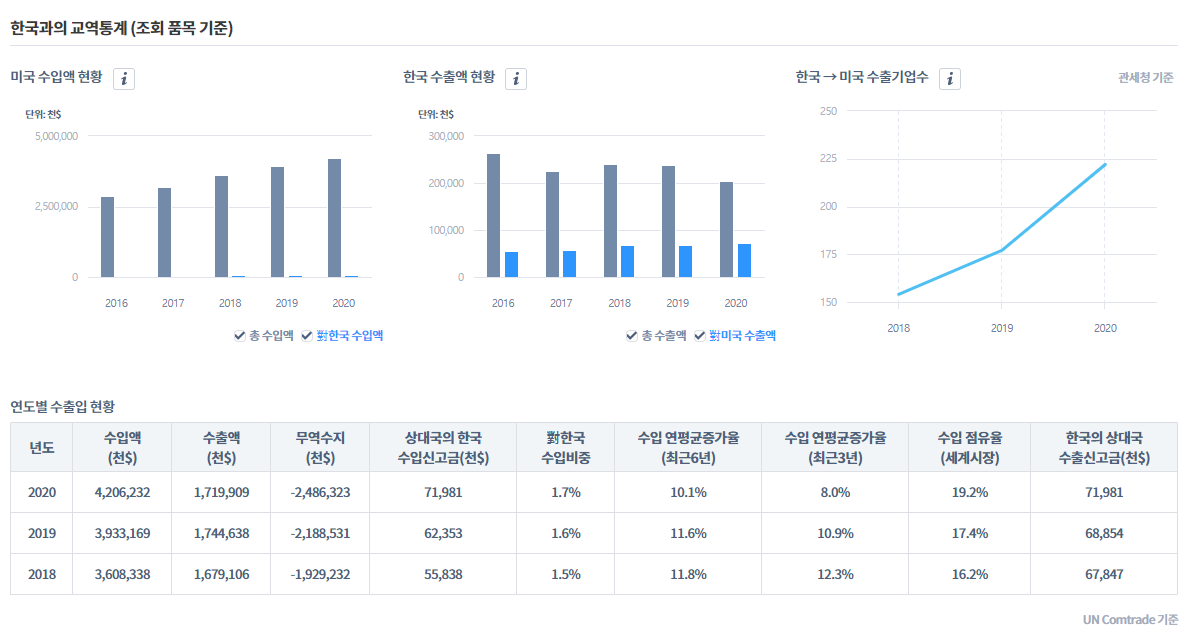 한국과의 교역통계 (조회 품목 기준)
미국 수입액 현황 i
단위: 천$
5,000,000
2,500,000
0
2016 2017 2018 2019 2020
총 수입액 對한국 수입액
한국 수출액 현황 i
단위: 천$
300,000
200,000
100,000
0
2016 2017 2018 2019 2020
총 수출액 對미국 수출액
한국 → 미국 수출기업수 i 관세청 기준
250
225
200
175
150
2018 2019 2020
연도별 수출입 현황
년도 수입액 (천$) 수출액 (천$) 무역수지 (천$) 상대국의 한국 수입신고금(천$) 對한국 수입비중 수입 연평균증가율 (최근6년) 수입 연평균증가율 (최근3년) 수입 점유율 (세계시장) 한국의 상대국 수출신고금(천$)
2020 4,206,232 1,719,909 -2,486,323 71,981 1.7% 10.1% 8.0% 19.2% 71,981
2019 3,933,169 1,744,638 -2,188,531 62,353 1.6% 11.6% 10.9% 17.4% 68,854
2018 3,608,338 1,679,106 -1,929,232 55,838 1.5% 11.8% 12.3% 16.2% 67,847
UN Comtrade 기준